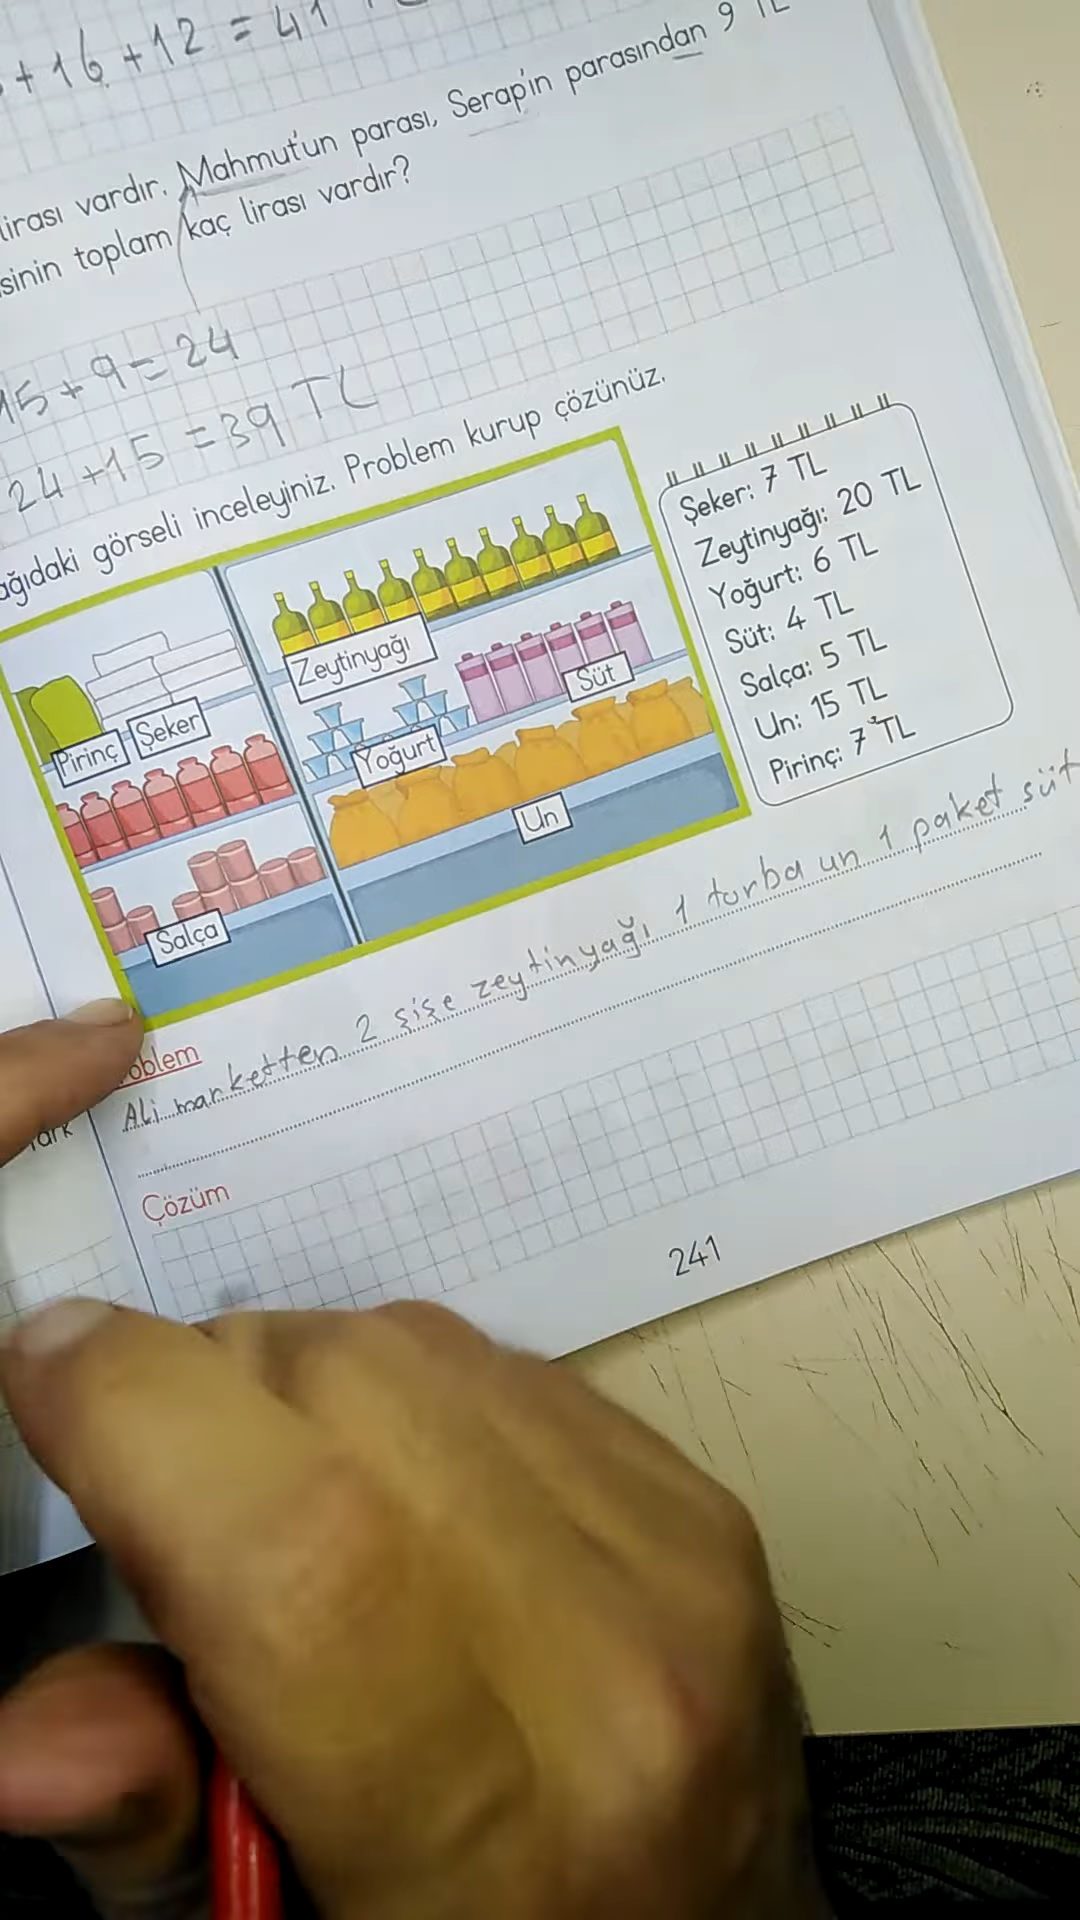 +16+12=41
lirası vardır. Mahmut'un parası, Serap'ın parasından 9 TL
sinin toplam kaç lirası vardır?
15+9=24
24+15=39 TL
ağıdaki görseli inceleyiniz. Problem kurup çözünüz.
Zeytinyağı
Pirinç
Şeker
Yoğurt
Süt
Un
Salça
Şeker: 7 TL
Zeytinyağı: 20 TL
Yoğurt: 6 TL
Süt: 4 TL
Salça: 5 TL
Un: 15 TL
Pirinç: 7 TL
oblem
Ali marketten 2 şişe zeytinyağı 1 torba un 1 paket süt
Çözüm
241